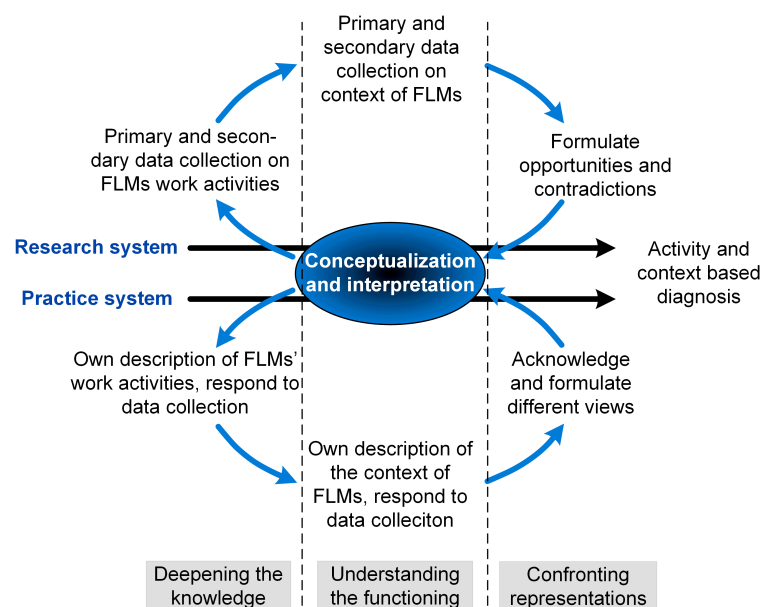 Primary and
secondary data
collection on
context of FLMs
Primary and secon-
dary data collection on
FLMs work activities
Formulate
opportunities and
contradictions
Research system
Conceptualization
and interpretation
Practice system
Activity and
context based
diagnosis
Own description of FLMs'
work activities, respond to
data collection
Acknowledge
and formulate
different views
Own description of
the context of
FLMs, respond to
data colleciton
Deepening the
knowledge
Understanding
the functioning
Confronting
representations